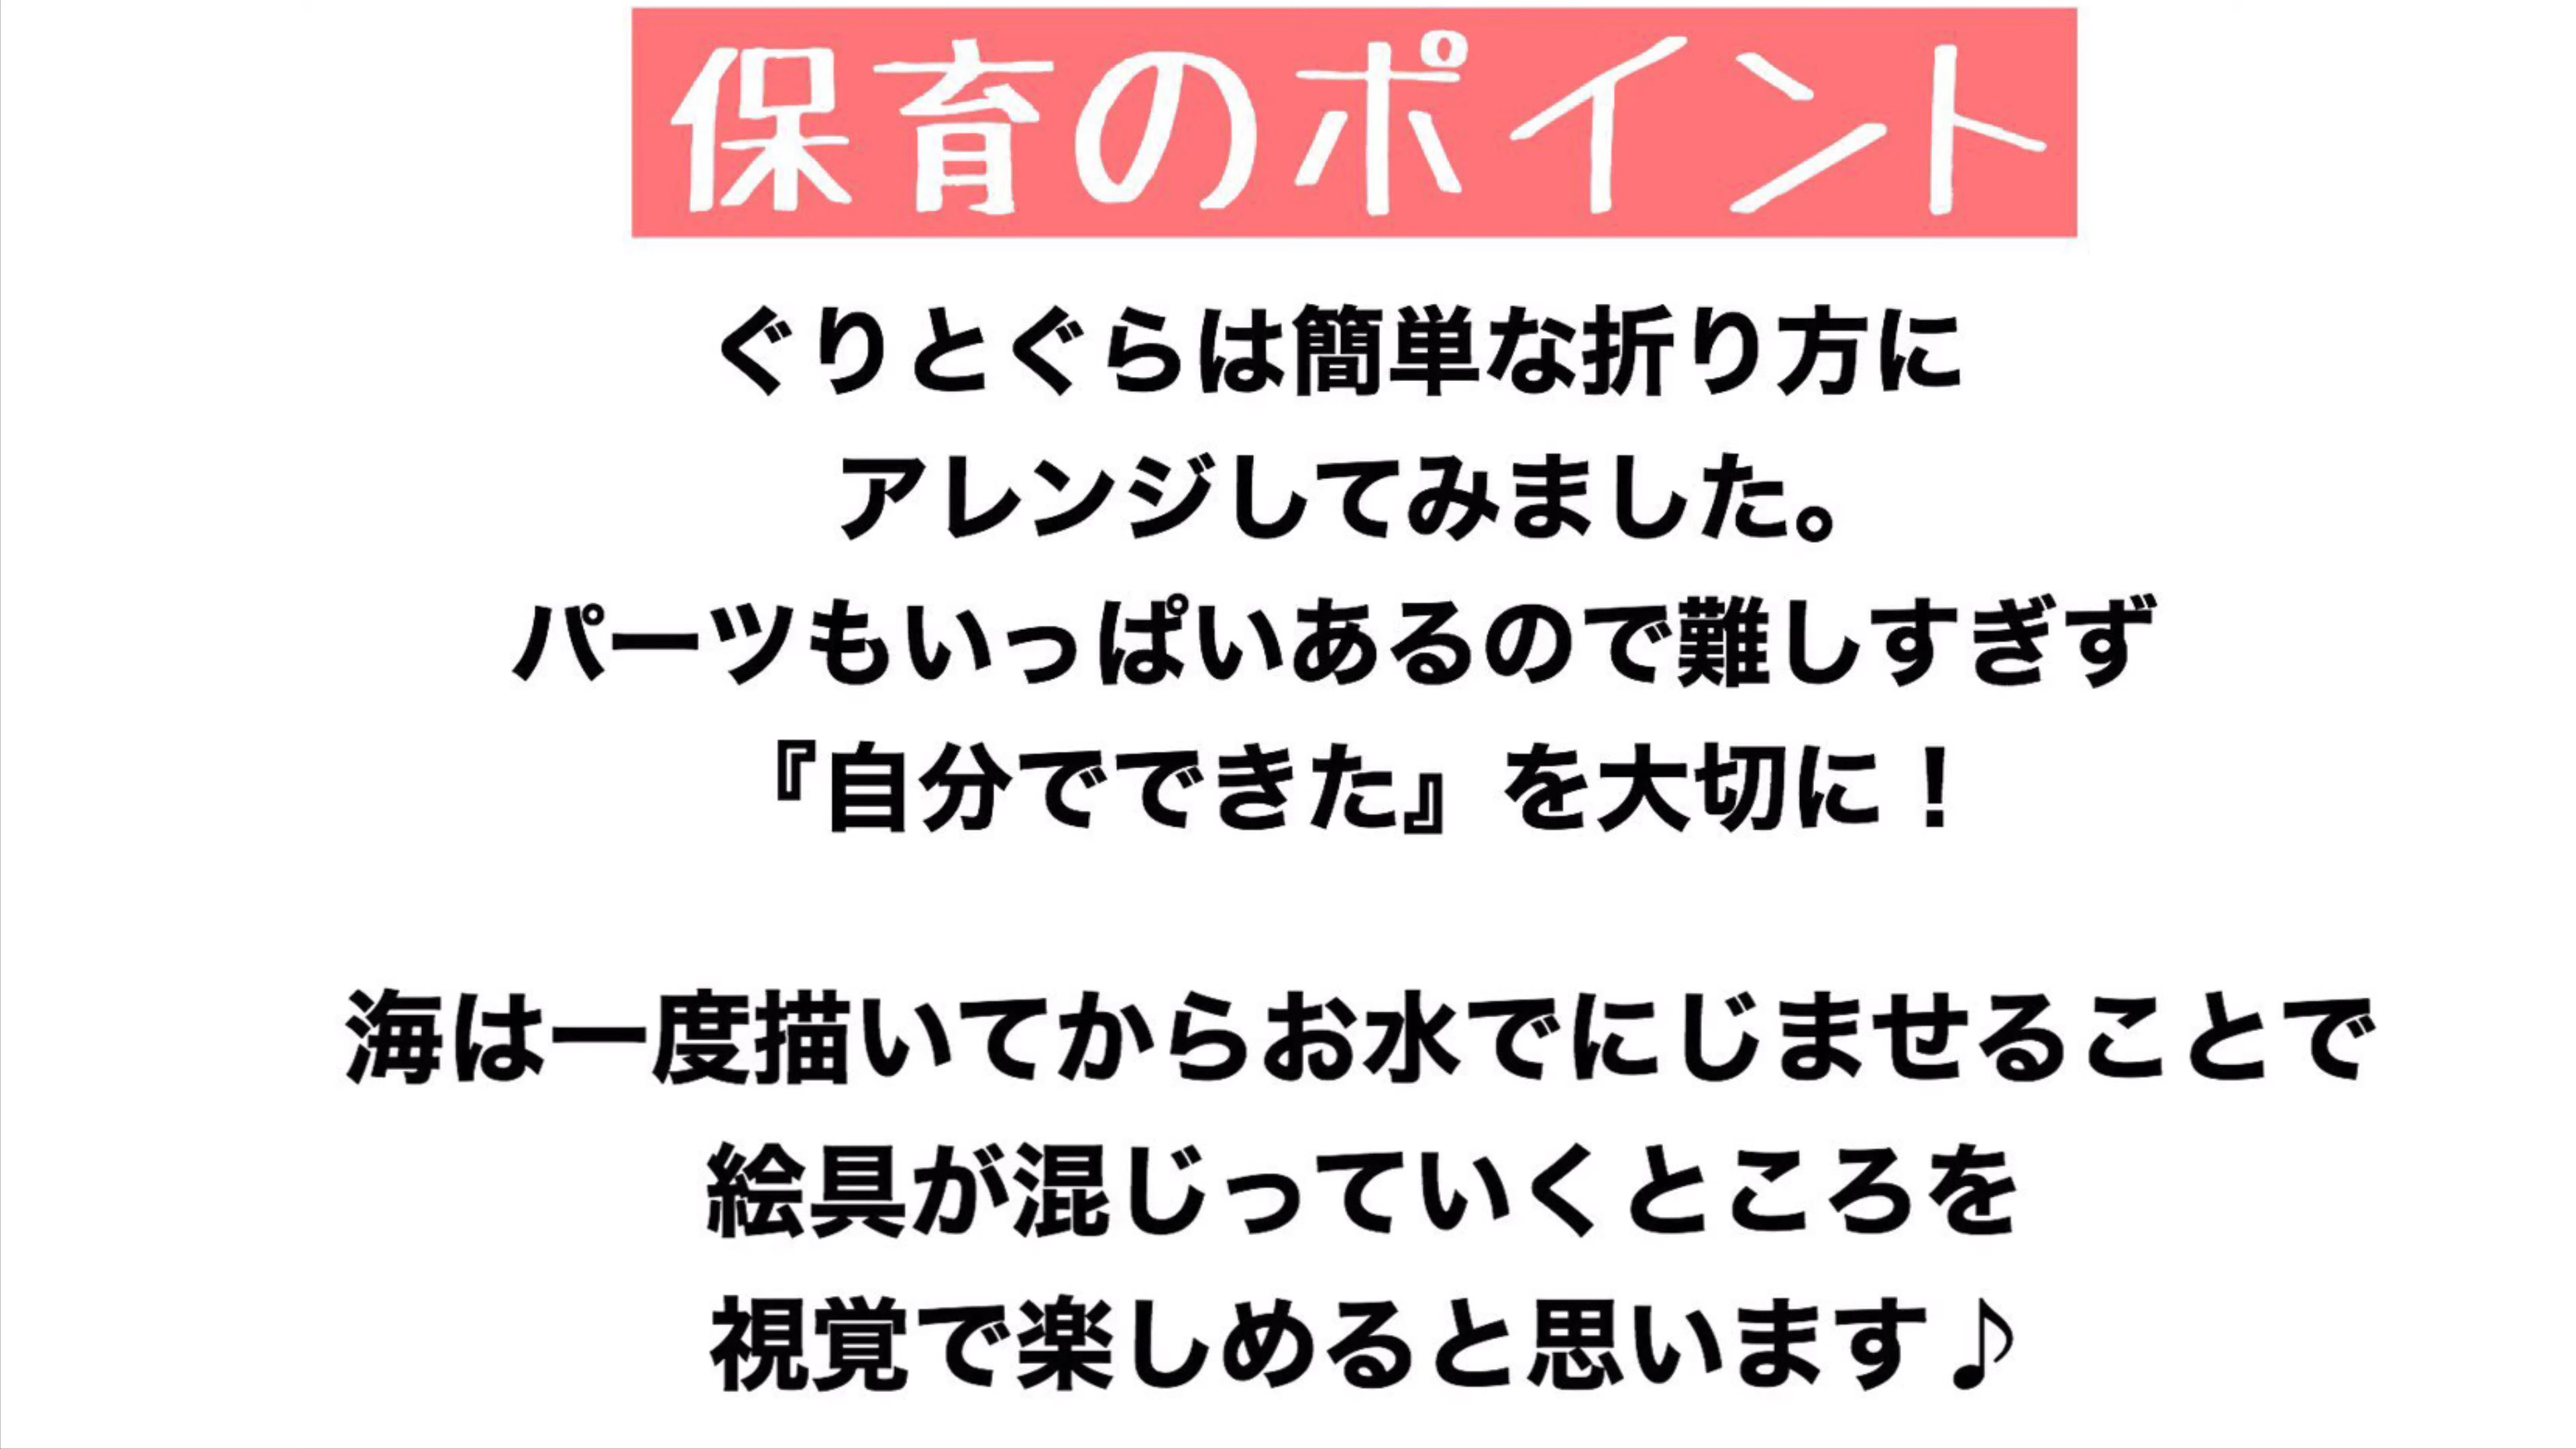 保育のポイント
ぐりとぐらは簡単な折り方に
アレンジしてみました。
パーツもいっぱいあるので難しすぎず
『自分でできた』を大切に！
海は一度描いてからお水でにじませることで
絵具が混じっていくところを
視覚で楽しめると思います♪